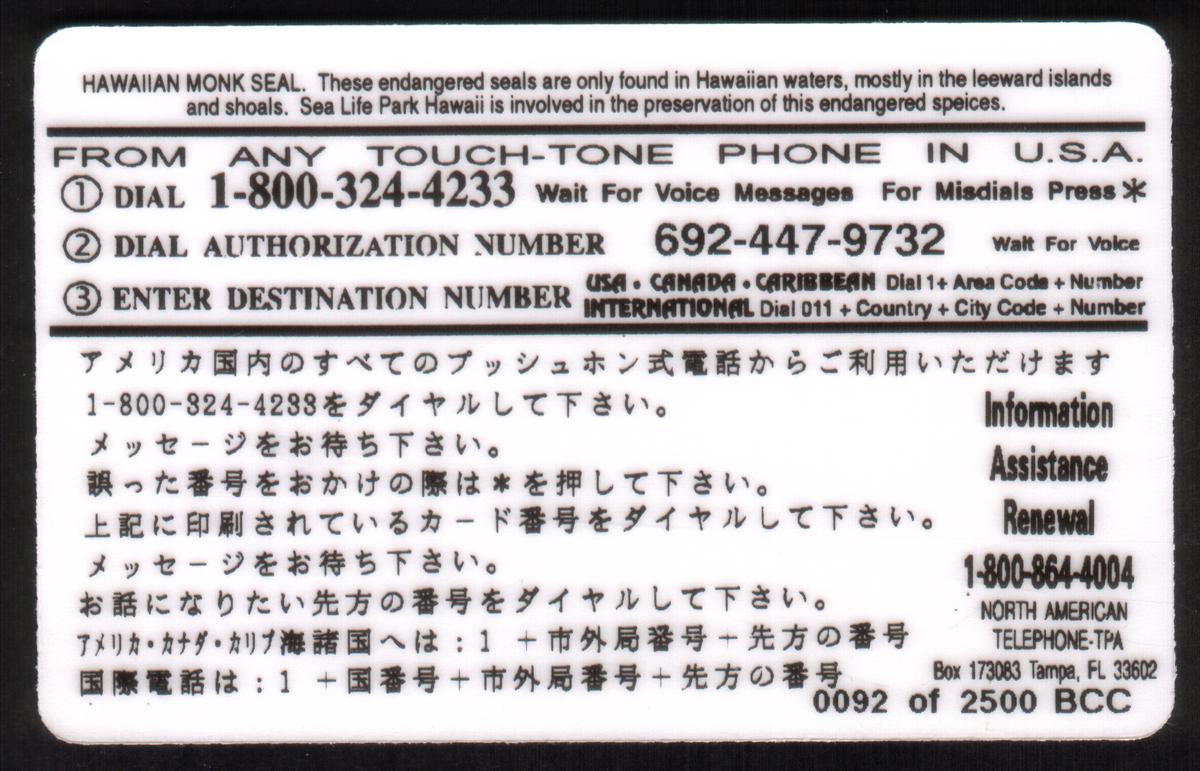 HAWAIIAN MONK SEAL. These endangered seals are only found in Hawaiian waters, mostly in the leeward islands
and shoals. Sea Life Park Hawaii is involved in the preservation of this endangered speices.
FROM ANY TOUCH-TONE PHONE IN U.S.A.
① DIAL 1-800-324-4233 Wait For Voice Messages For Misdials Press *
② DIAL AUTHORIZATION NUMBER 692-447-9732 Wait For Voice
③ ENTER DESTINATION NUMBER USA · CANADA · CARIBBEAN Dial 1+ Area Code + Number
INTERNATIONAL Dial 011 + Country + City Code + Number
アメリカ国内のすべてのプッシュホン式電話からご利用いただけます
1-800-324-4233をダイヤルして下さい。
メッセージをお待ち下さい。
誤った番号をおかけの際は*を押して下さい。
上記に印刷されているカード番号をダイヤルして下さい。
メッセージをお待ち下さい。
お話になりたい先方の番号をダイヤルして下さい。
アメリカ・カナダ・カリブ海諸国へは:1 +市外局番号+先方の番号
国際電話は:1 +国番号+市外局番号+先方の番号
Information
Assistance
Renewal
1-800-864-4004
NORTH AMERICAN
TELEPHONE-TPA
Box 173083 Tampa, FL 33602
0092 of 2500 BCC